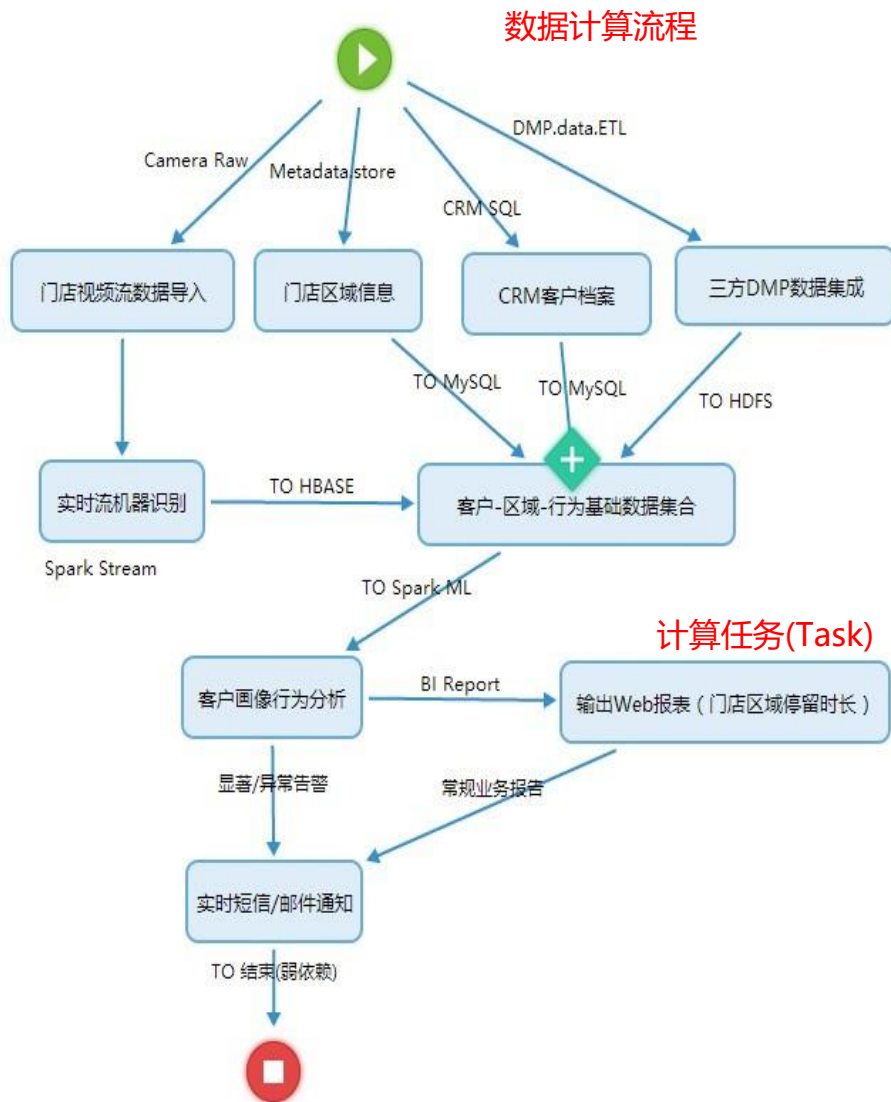 数据计算流程
DMP.data.ETL
Camera Raw
Metadata.store
CRM SQL
门店视频流数据导入
门店区域信息
CRM客户档案
三方DMP数据集成
TO MySQL
TO MySQL
TO HDFS
实时流机器识别
TO HBASE
客户-区域-行为基础数据集合
Spark Stream
TO Spark ML
计算任务(Task)
客户画像行为分析
BI Report
输出Web报表（门店区域停留时长）
显著/异常告警
常规业务报告
实时短信/邮件通知
TO 结束(弱依赖)